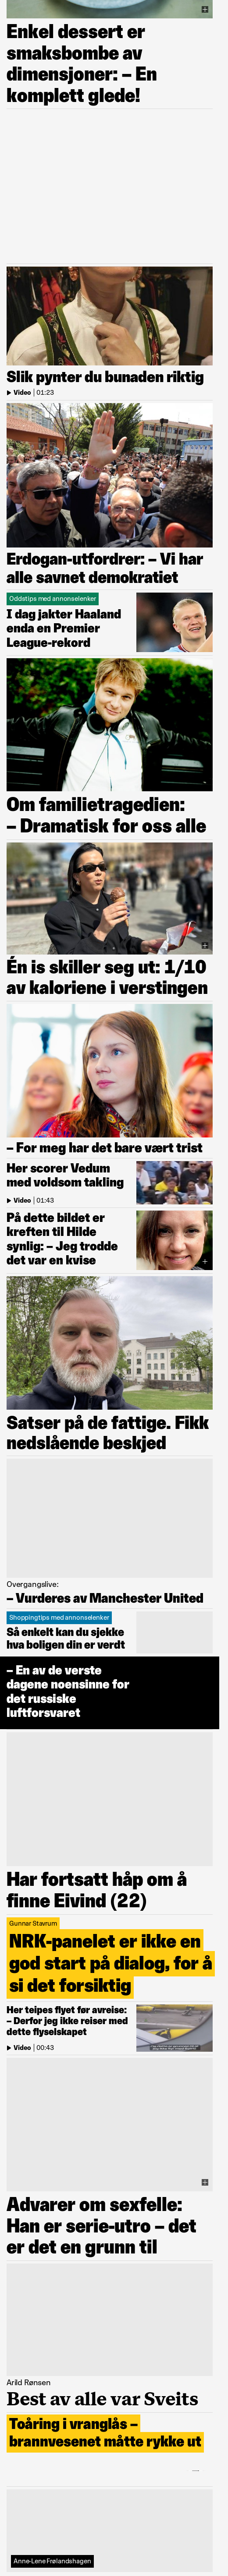 Enkel dessert er
smaksbombe av
dimensjoner: – En
komplett glede!
Slik pynter du bunaden riktig
Video | 01:23
Erdogan-utfordrer: – Vi har
alle savnet demokratiet
Oddstips med annonselenker
I dag jakter Haaland
enda en Premier
League-rekord
Om familietragedien:
– Dramatisk for oss alle
Én is skiller seg ut: 1/10
av kaloriene i verstingen
– For meg har det bare vært trist
Her scorer Vedum
med voldsom takling
Video | 01:43
På dette bildet er
kreften til Hilde
synlig: – Jeg trodde
det var en kvise
Satser på de fattige. Fikk
nedslående beskjed
Overgangslive:
– Vurderes av Manchester United
Shoppingtips med annonselenker
Så enkelt kan du sjekke
hva boligen din er verdt
– En av de verste
dagene noensinne for
det russiske
luftforsvaret
Har fortsatt håp om å
finne Eivind (22)
Gunnar Stavrum
NRK-panelet er ikke en
god start på dialog, for å
si det forsiktig
Her teipes flyet før avreise:
– Derfor jeg ikke reiser med
dette flyselskapet
Video | 00:43
Advarer om sexfelle:
Han er serie-utro – det
er det en grunn til
Arild Rønsen
Best av alle var Sveits
Toåring i vranglås –
brannvesenet måtte rykke ut
Anne-Lene Frølandshagen